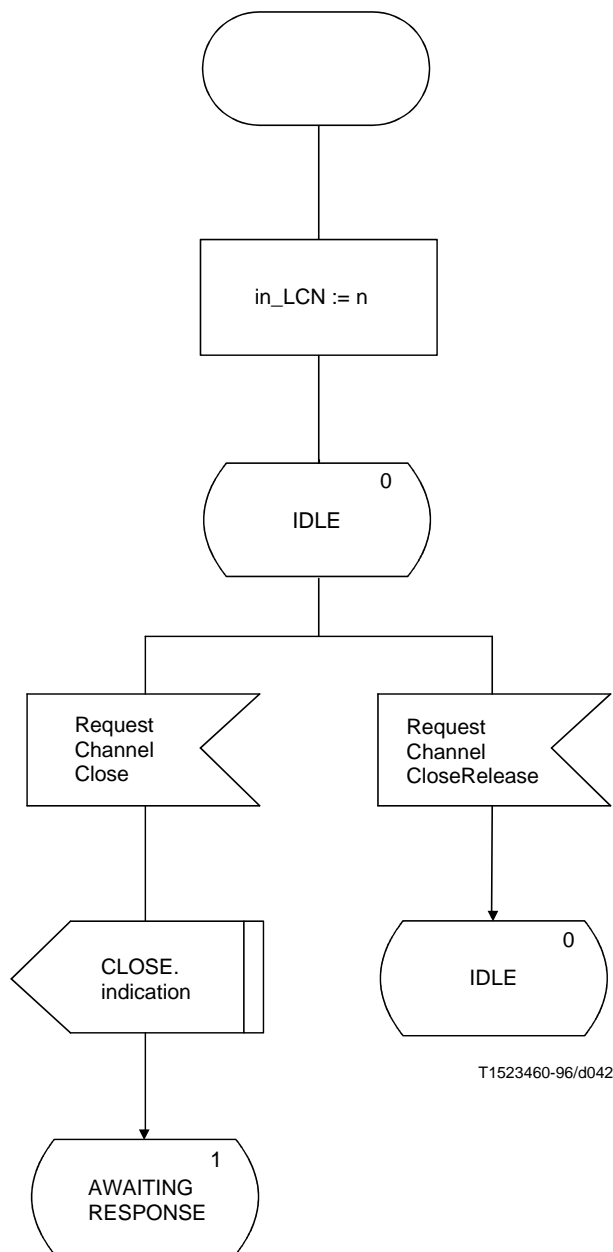 in_LCN := n
0
IDLE
Request
Channel
Close
Request
Channel
CloseRelease
CLOSE.
indication
0
IDLE
T1523460-96/d042
1
AWAITING
RESPONSE